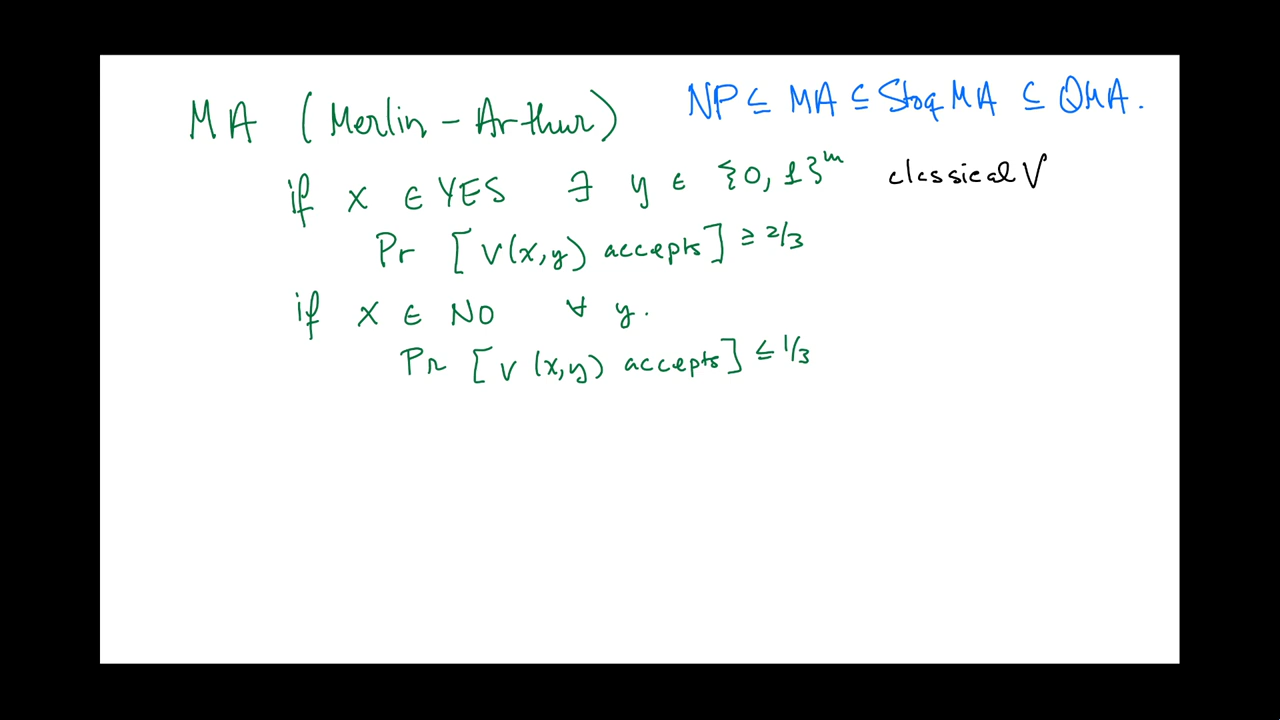 MA (Merlin-Arthur) NP ⊆ MA ⊆ StoqMA ⊆ QMA.
if x ∈ YES ∃ y ∈ {0,1}^m classical V
Pr [V(x,y) accepts] ≥ 2/3
if x ∈ NO ∀ y.
Pr [V(x,y) accepts] ≤ 1/3